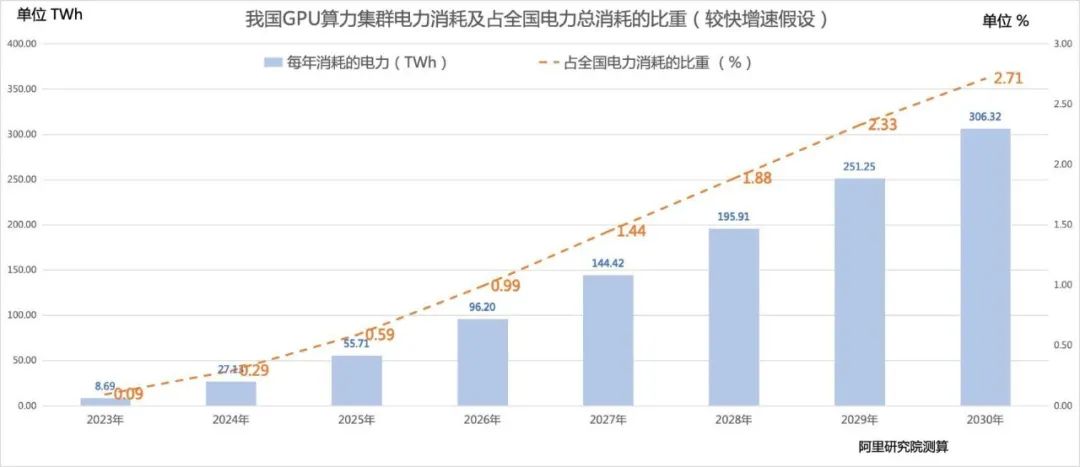 单位 TWh
我国GPU算力集群电力消耗及占全国电力总消耗的比重（较快增速假设）
单位 %
每年消耗的电力（TWh）
占全国电力消耗的比重 （%）
400.00
350.00
300.00
250.00
200.00
150.00
100.00
50.00
0.00
3.00
2.50
2.00
1.50
1.00
0.50
0.00
8.69
27.13
55.71
96.20
144.42
195.91
251.25
306.32
0.09
0.29
0.59
0.99
1.44
1.88
2.33
2.71
2023年
2024年
2025年
2026年
2027年
2028年
2029年
2030年
阿里研究院测算